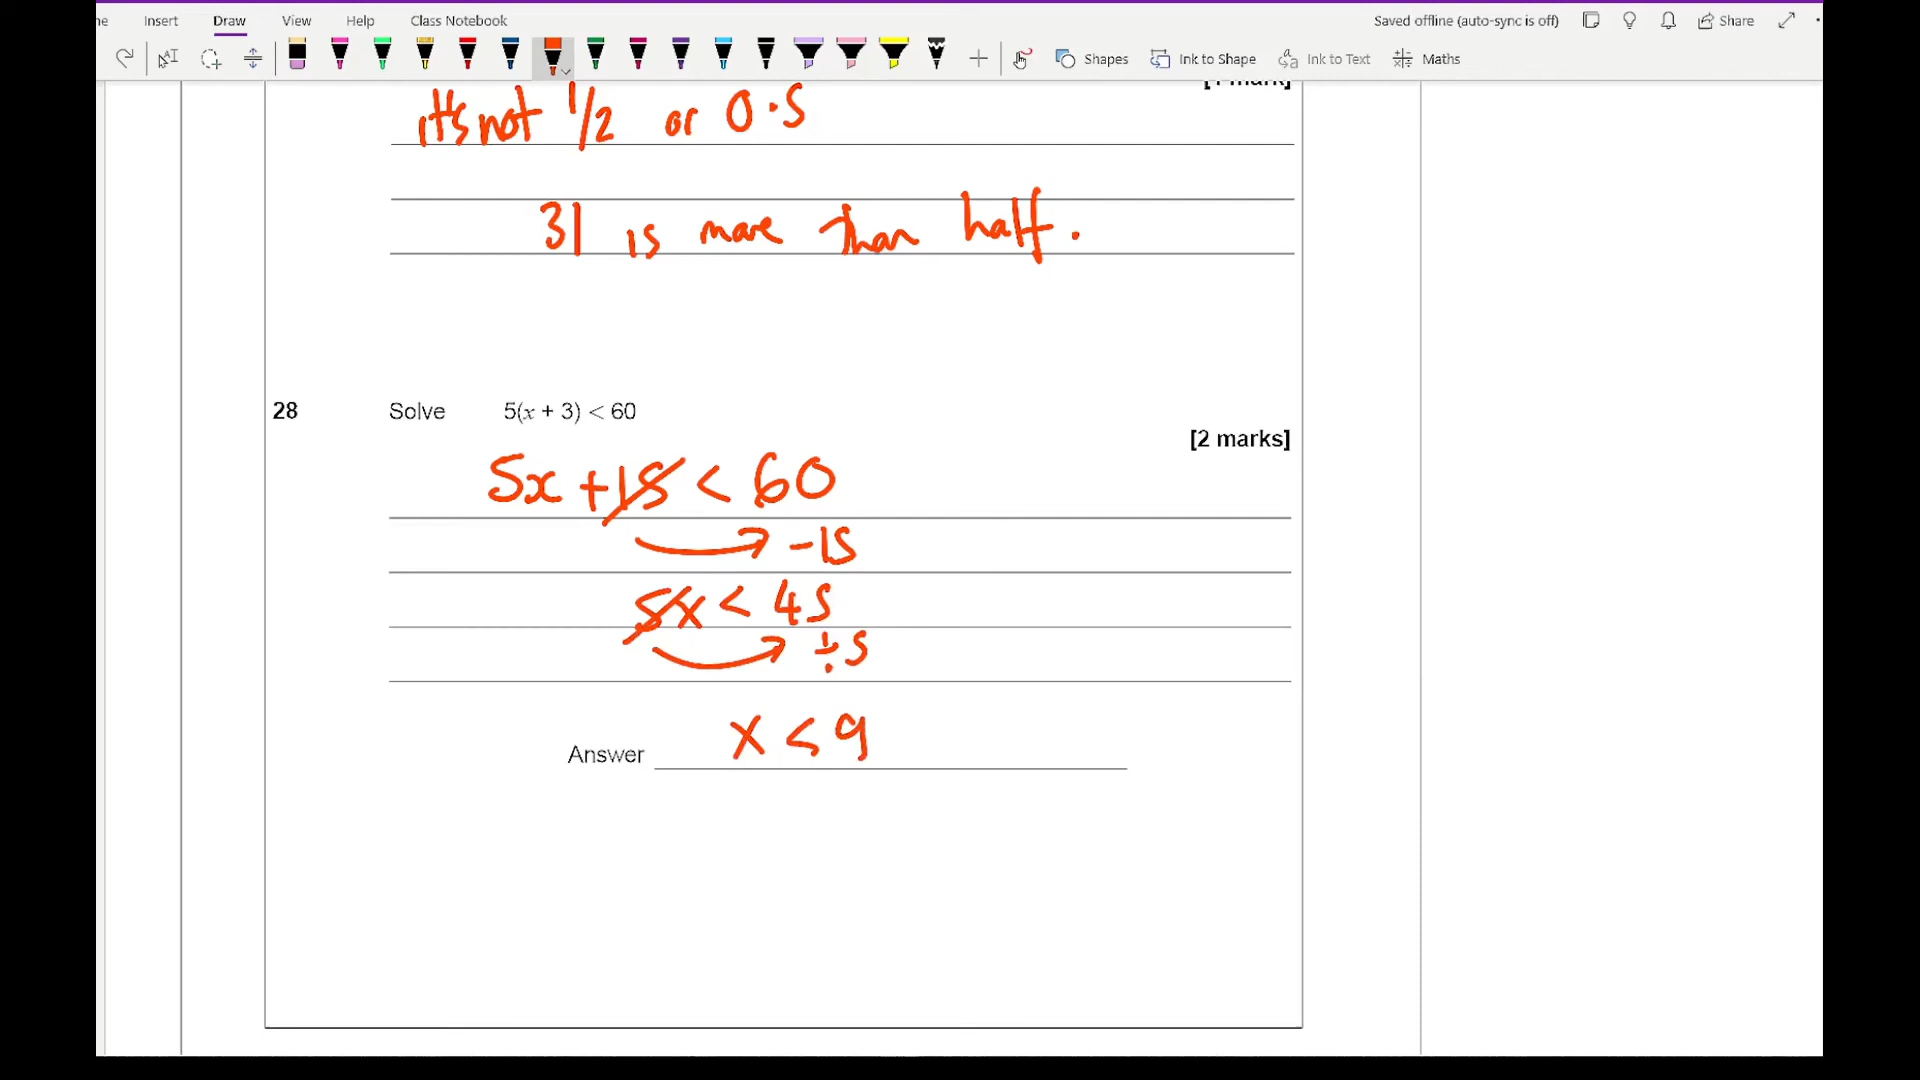 Insert Draw View Help Class Notebook Saved offline (auto-sync is off) Share
Shapes Ink to Shape Ink to Text Maths
it's not 1/2 or 0.5
31 is more than half.
28 Solve 5(x + 3) < 60
[2 marks]
5x + 15 < 60
-15
5x < 45
÷5
Answer x < 9